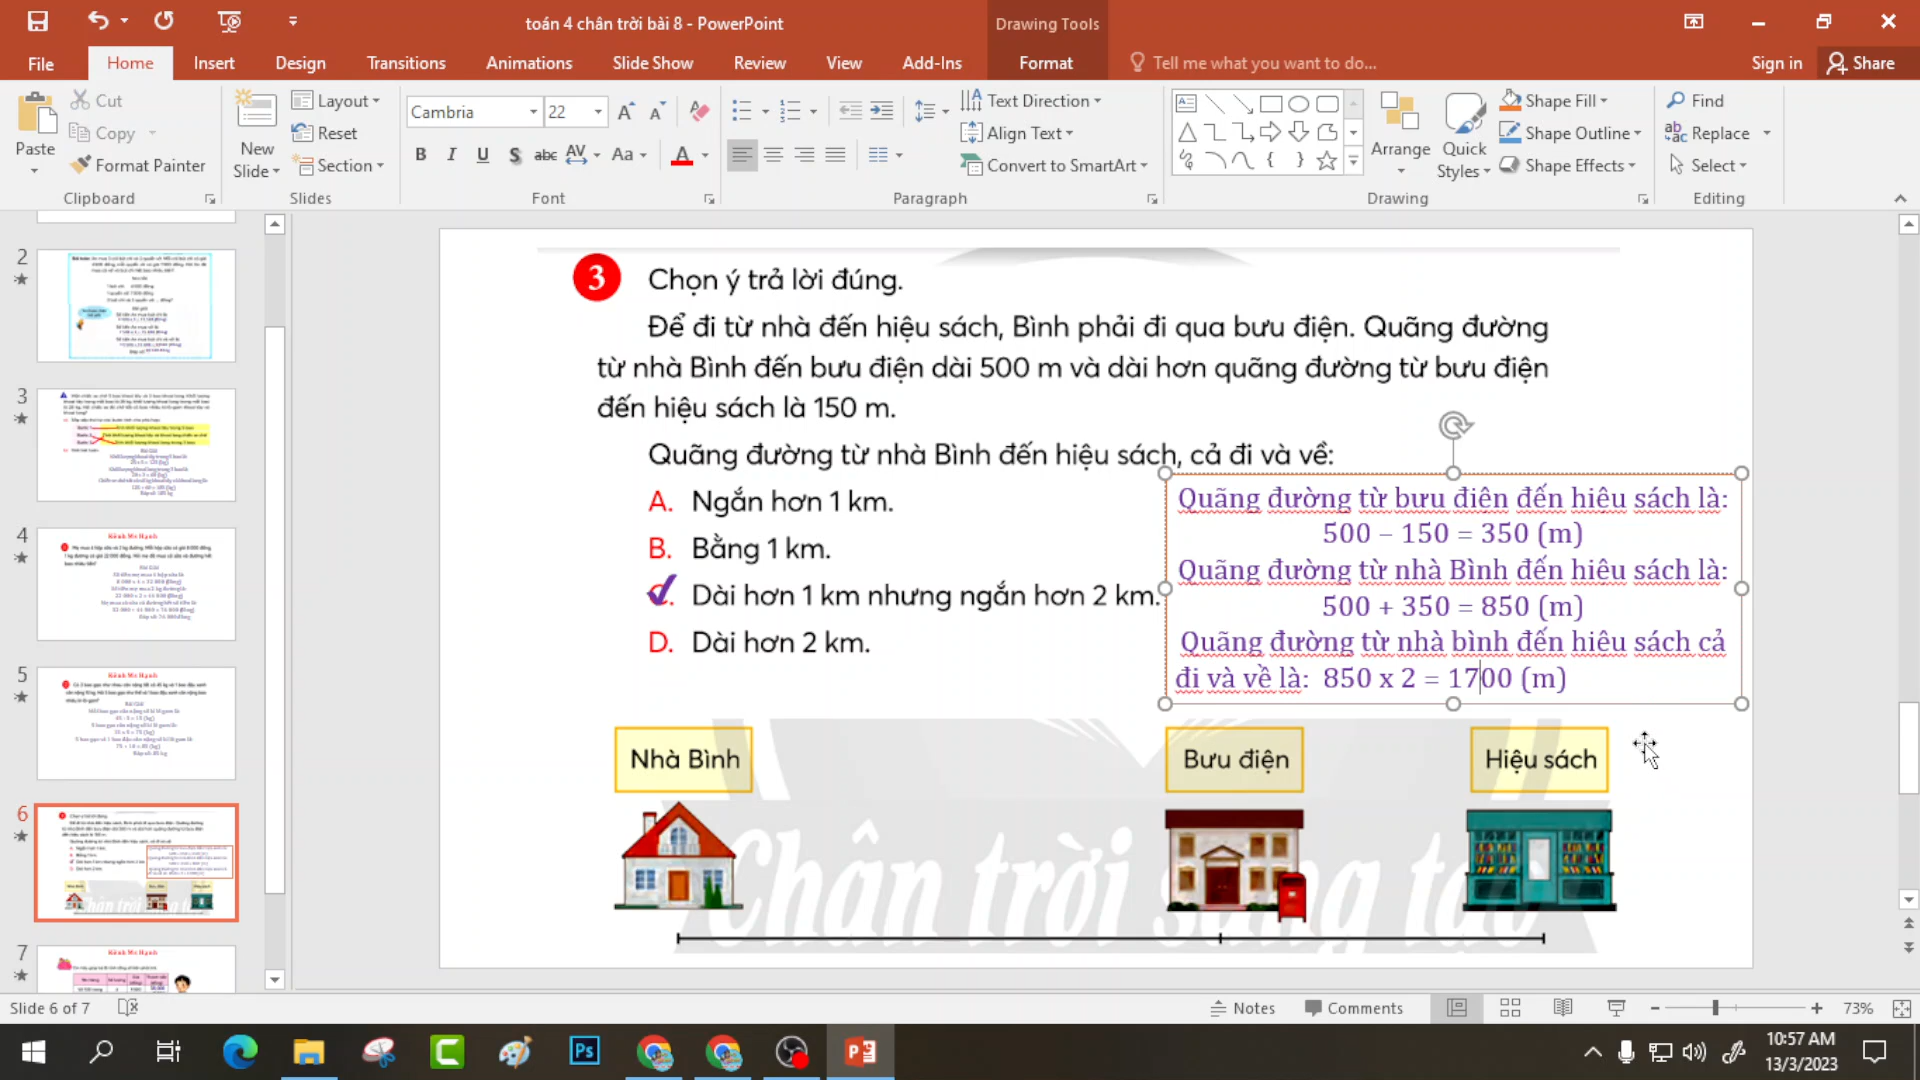 toán 4 chân trời bài 8 - PowerPoint
Drawing Tools
File
Home
Insert
Design
Transitions
Animations
Slide Show
Review
View
Add-Ins
Format
Tell me what you want to do...
Sign in
Share
Paste
Cut
Copy
Format Painter
Clipboard
New Slide
Layout
Reset
Section
Slides
Cambria
22
Font
Text Direction
Align Text
Convert to SmartArt
Paragraph
Arrange
Quick Styles
Shape Fill
Shape Outline
Shape Effects
Drawing
Find
Replace
Select
Editing
2
3
4
5
6
7
3 Chọn ý trả lời đúng.
Để đi từ nhà đến hiệu sách, Bình phải đi qua bưu điện. Quãng đường
từ nhà Bình đến bưu điện dài 500 m và dài hơn quãng đường từ bưu điện
đến hiệu sách là 150 m.
Quãng đường từ nhà Bình đến hiệu sách, cả đi và về:
A. Ngắn hơn 1 km.
B. Bằng 1 km.
C. Dài hơn 1 km nhưng ngắn hơn 2 km.
D. Dài hơn 2 km.
Quãng đường từ bưu điện đến hiệu sách là:
500 – 150 = 350 (m)
Quãng đường từ nhà Bình đến hiệu sách là:
500 + 350 = 850 (m)
Quãng đường từ nhà bình đến hiệu sách cả
đi và về là: 850 x 2 = 1700 (m)
Nhà Bình
Bưu điện
Hiệu sách
Chân trời sáng tạo
Slide 6 of 7
Notes
Comments
73%
10:57 AM
13/3/2023